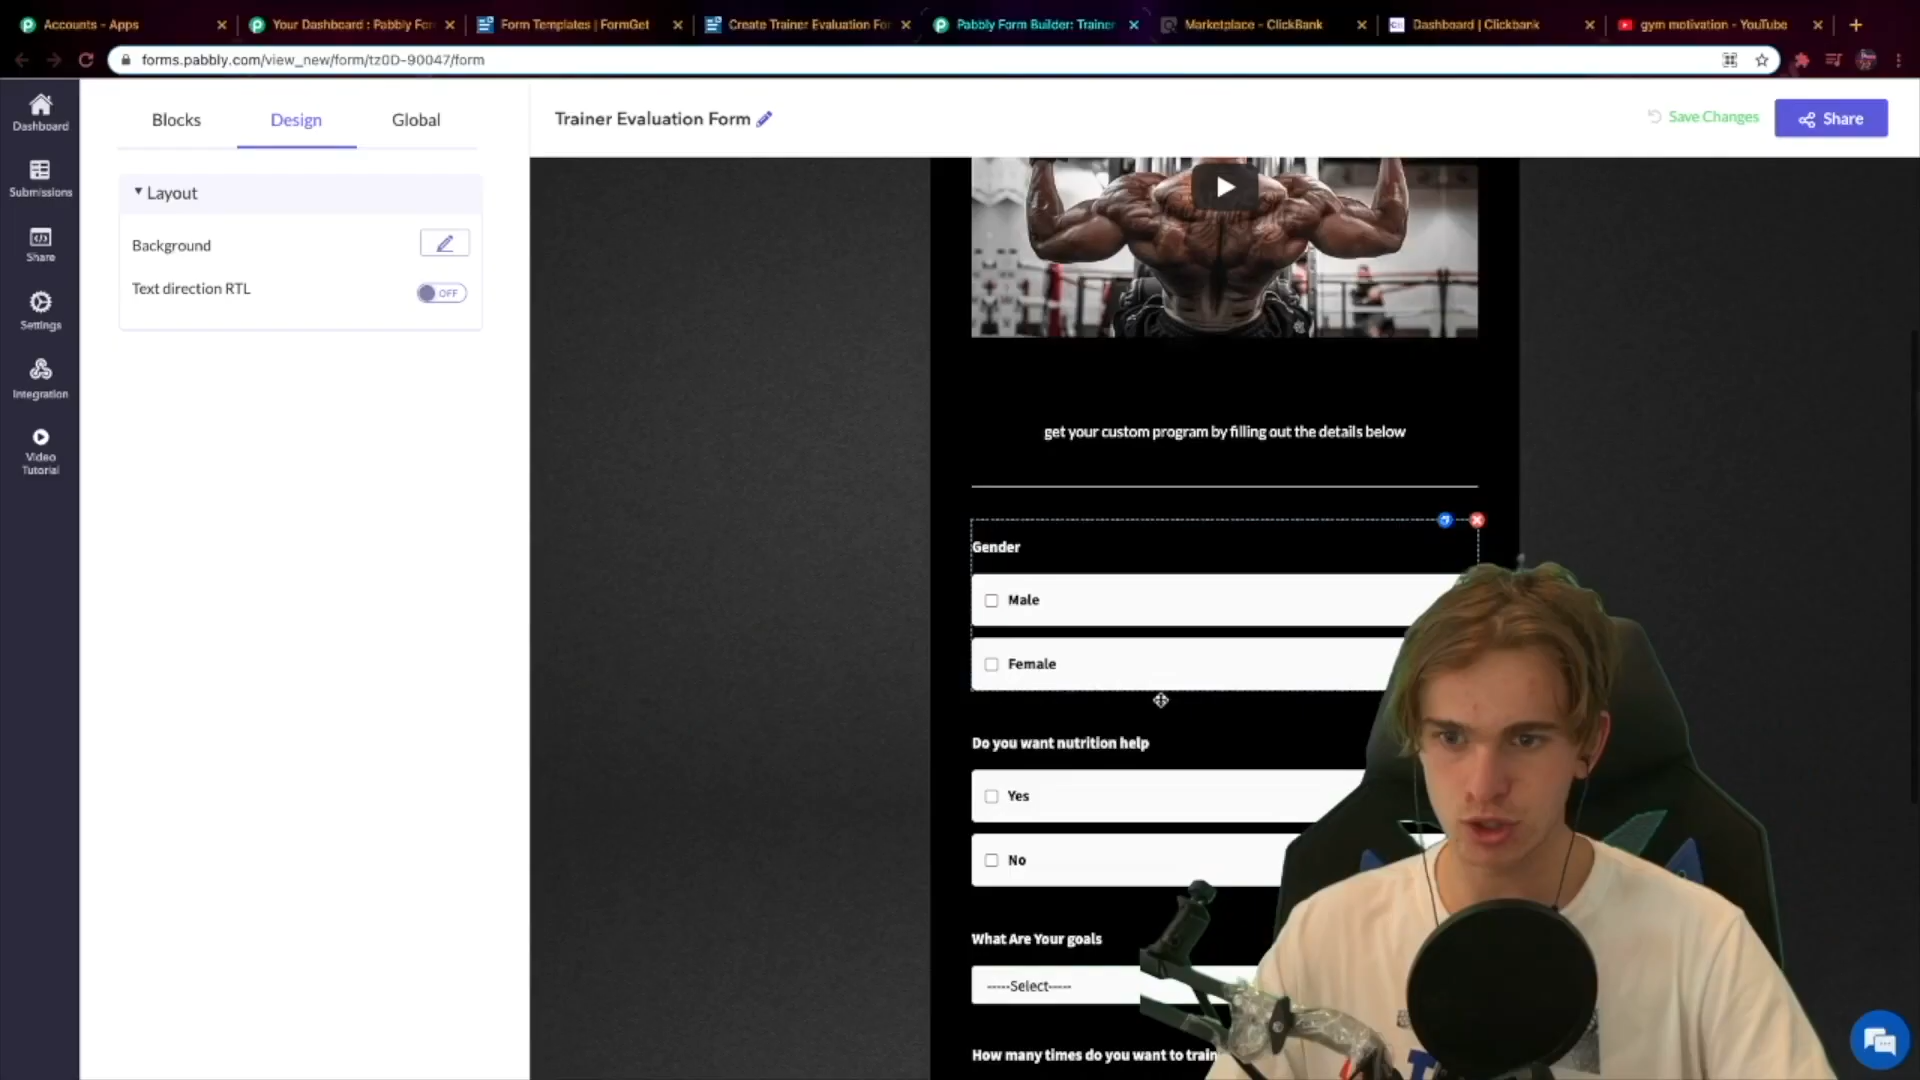 Accounts - Apps
Your Dashboard : Pabbly For
Form Templates | FormGet
Create Trainer Evaluation For
Pabbly Form Builder: Trainer
Marketplace - ClickBank
Dashboard | Clickbank
gym motivation - YouTube
forms.pabbly.com/view_new/form/tz0D-90047/form
Dashboard
Submissions
Share
Settings
Integration
Video
Tutorial
Blocks
Design
Global
Layout
Background
Text direction RTL
OFF
Trainer Evaluation Form
Save Changes
Share
get your custom program by filling out the details below
Gender
Male
Female
Do you want nutrition help
Yes
No
What Are Your goals
-----Select-----
How many times do you want to train